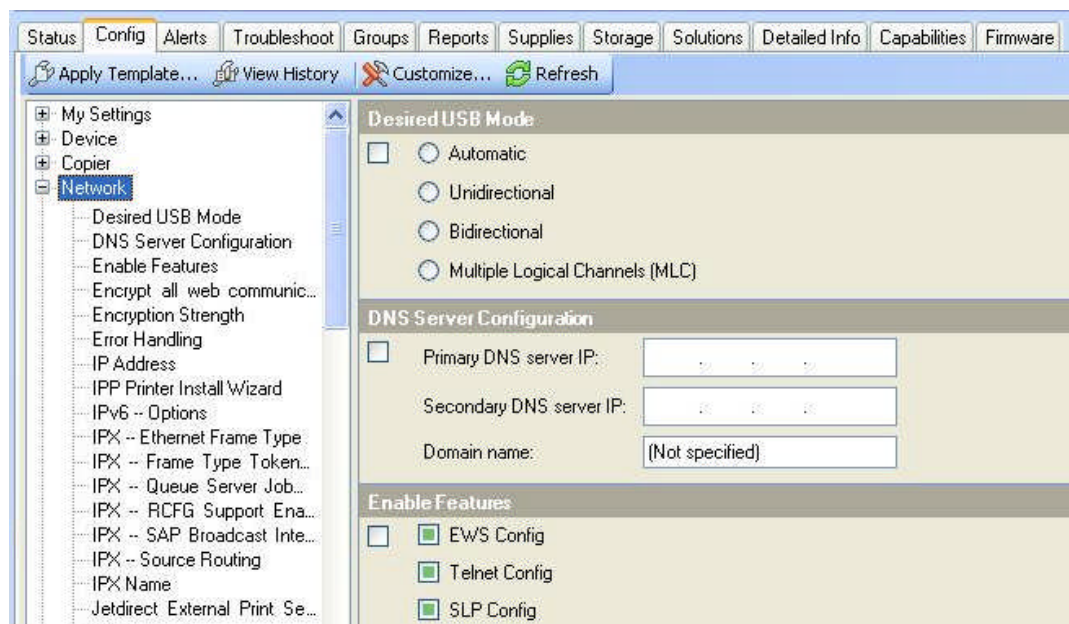 Status Config Alerts Troubleshoot Groups Reports Supplies Storage Solutions Detailed Info Capabilities Firmware
Apply Template... View History Customize... Refresh
My Settings
Device
Copier
Network
Desired USB Mode
DNS Server Configuration
Enable Features
Encrypt all web communic...
Encryption Strength
Error Handling
IP Address
IPP Printer Install Wizard
IPv6 -- Options
IPX -- Ethernet Frame Type
IPX -- Frame Type Token...
IPX -- Queue Server Job...
IPX -- RCFG Support Ena...
IPX -- SAP Broadcast Inte...
IPX -- Source Routing
IPX Name
Jetdirect External Print Se...
Desired USB Mode
Automatic
Unidirectional
Bidirectional
Multiple Logical Channels (MLC)
DNS Server Configuration
Primary DNS server IP: . . .
Secondary DNS server IP: . . .
Domain name: (Not specified)
Enable Features
EWS Config
Telnet Config
SLP Config